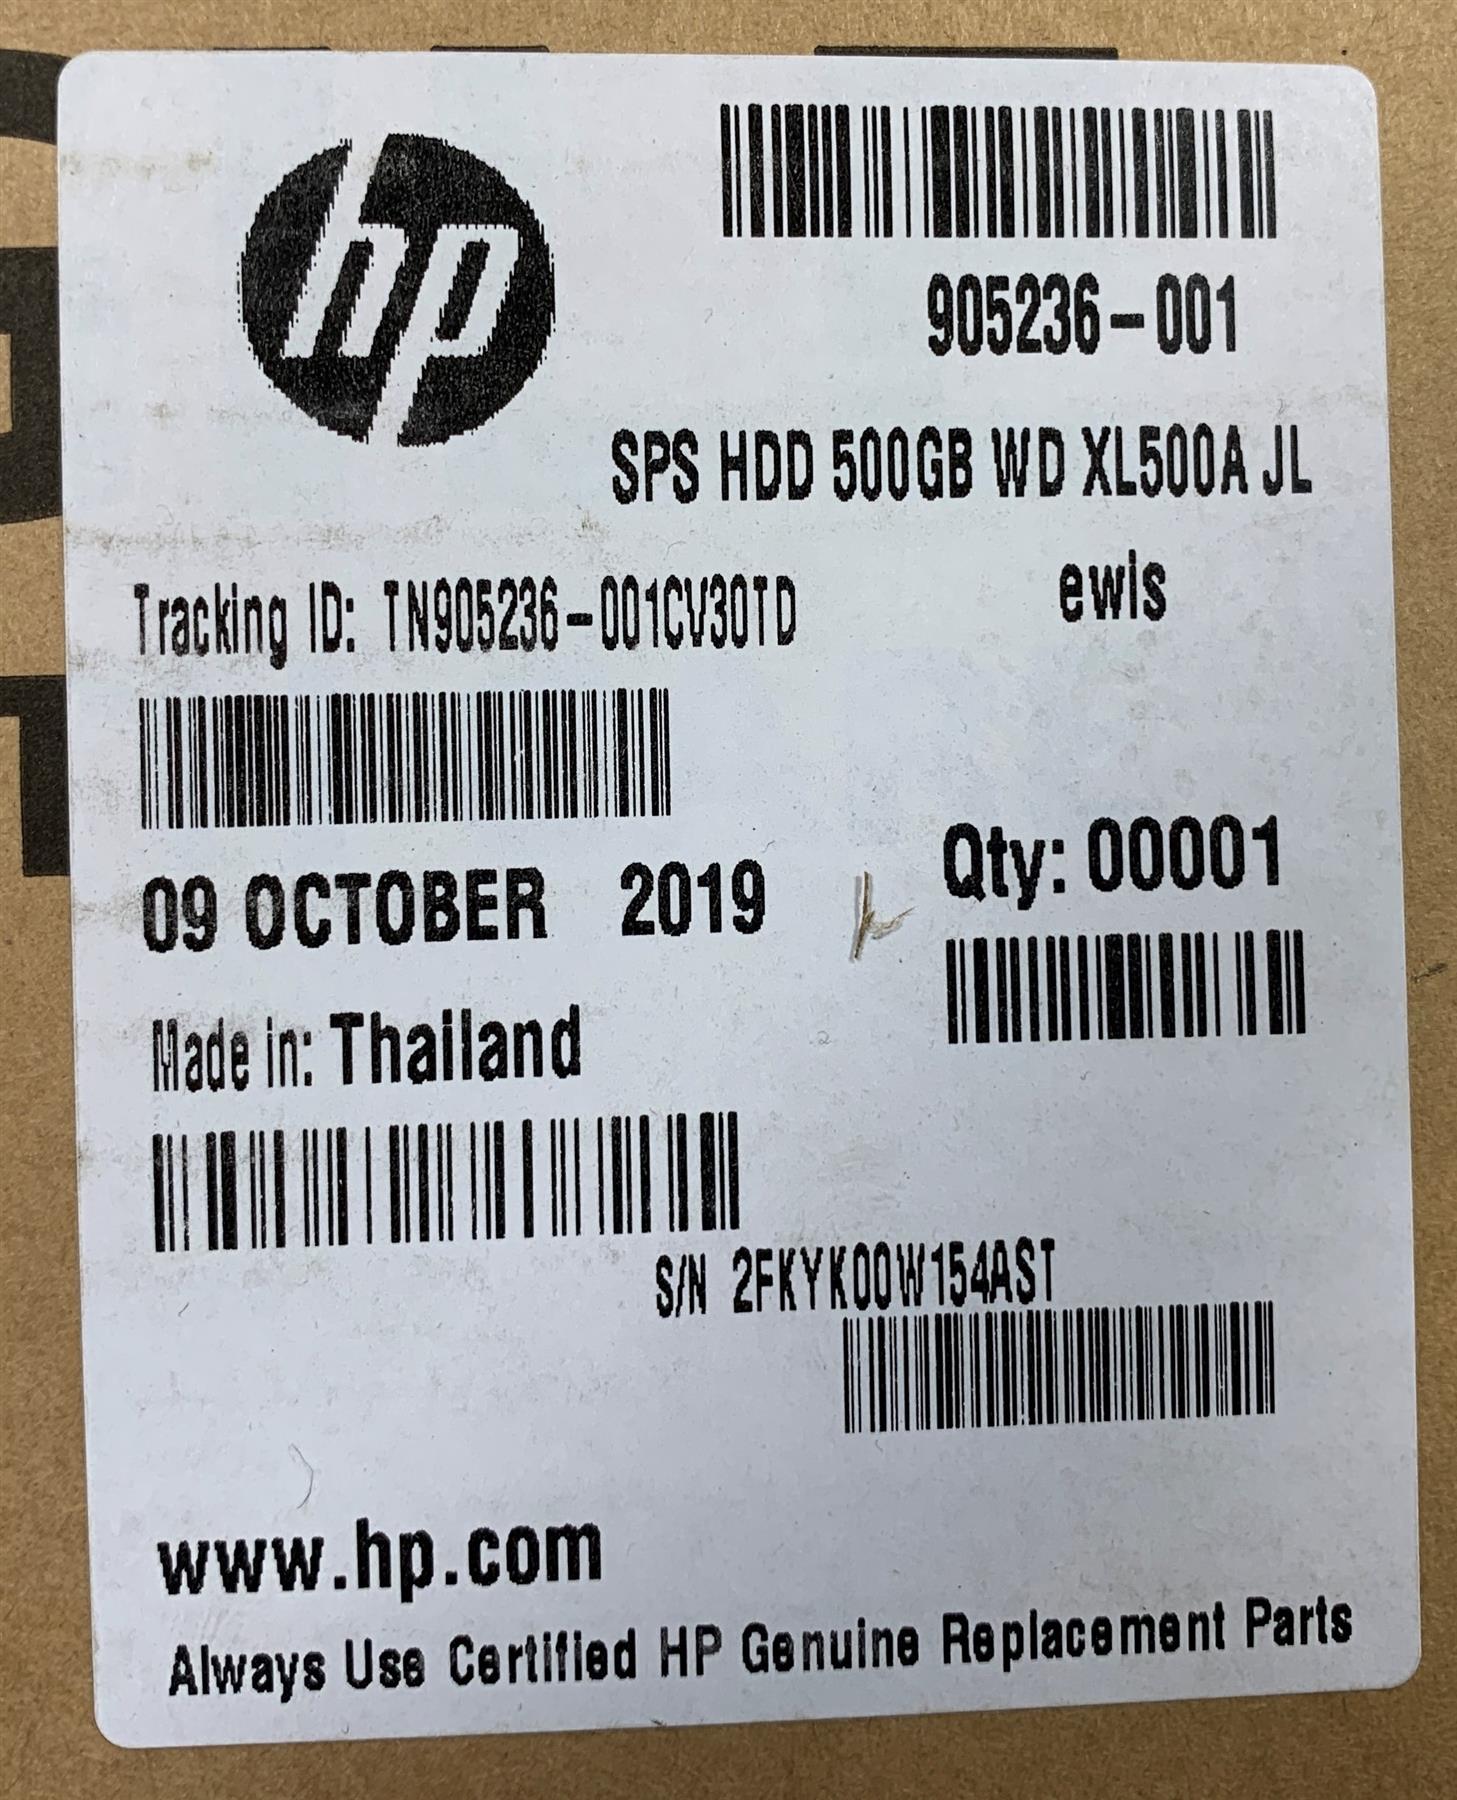 hp
905236-001
SPS HDD 500GB WD XL500A JL
Tracking ID: TN905236-001CV30TD
ewis
09 OCTOBER 2019
Qty: 00001
Made in: Thailand
S/N 2FKYK00W154AST
www.hp.com
Always Use Certified HP Genuine Replacement Parts